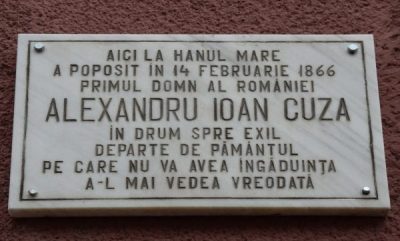 AICI LA HANUL MARE
A POPOSIT IN 14 FEBRUARIE 1866
PRIMUL DOMN AL ROMÂNIEI
ALEXANDRU IOAN CUZA
ÎN DRUM SPRE EXIL
DEPARTE DE PĂMÂNTUL
PE CARE NU VA AVEA ÎNGĂDUINȚA
A-L MAI VEDEA VREODATĂ